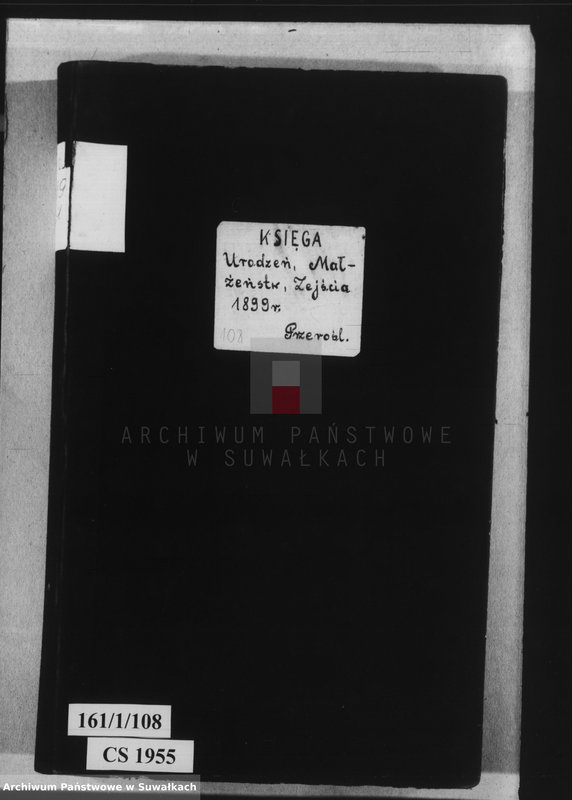 KSIĘGA
Urodzeń, Mał-
żeństw, Zejścia
1899r.
108 Przerośl.
ARCHIWUM PAŃSTWOWE
W SUWAŁKACH
161/1/108
CS 1955
Archiwum Państwowe w Suwałkach